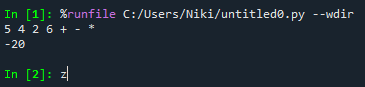 In [1]: %runfile C:/Users/Niki/untitled0.py --wdir
5 4 2 6 + - *
-20
In [2]: z